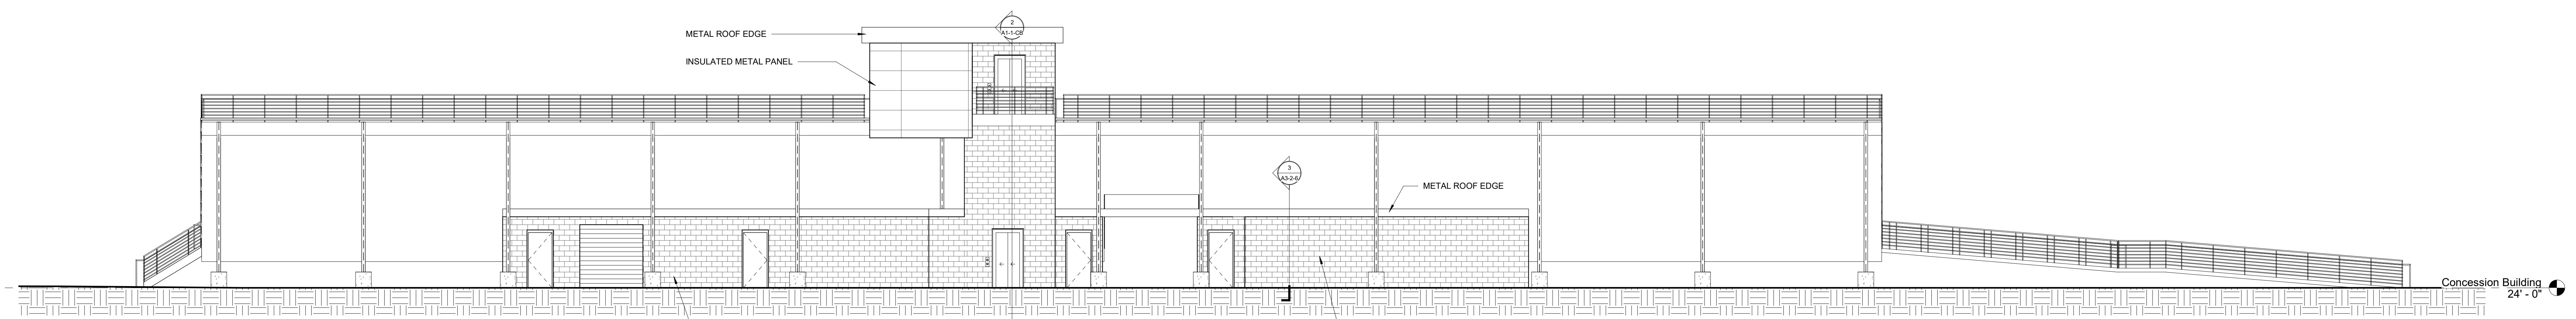 2
A1-1-CB
METAL ROOF EDGE
INSULATED METAL PANEL
3
A3-2-6
METAL ROOF EDGE
Concession Building
24' - 0"